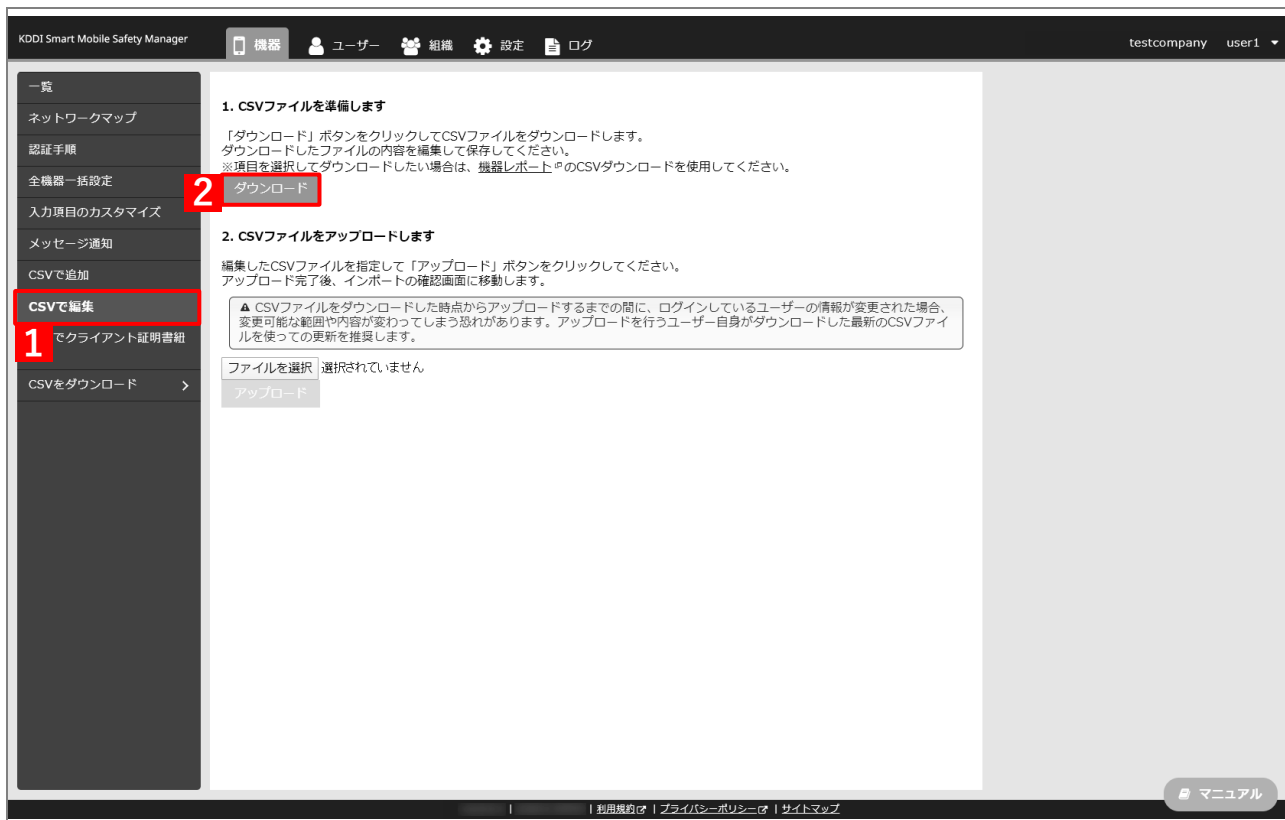 KDDI Smart Mobile Safety Manager
機器
ユーザー
組織
設定
ログ
testcompany
user1
一覧
ネットワークマップ
認証手順
全機器一括設定
入力項目のカスタマイズ
メッセージ通知
CSVで追加
CSVで編集
1
でクライアント証明書組
CSVをダウンロード
1. CSVファイルを準備します
「ダウンロード」ボタンをクリックしてCSVファイルをダウンロードします。
ダウンロードしたファイルの内容を編集して保存してください。
※項目を選択してダウンロードしたい場合は、機器レポートのCSVダウンロードを使用してください。
2
ダウンロード
2. CSVファイルをアップロードします
編集したCSVファイルを指定して「アップロード」ボタンをクリックしてください。
アップロード完了後、インポートの確認画面に移動します。
CSVファイルをダウンロードした時点からアップロードするまでの間に、ログインしているユーザーの情報が変更された場合、
変更可能な範囲や内容が変わってしまう恐れがあります。アップロードを行うユーザー自身がダウンロードした最新のCSVファイ
ルを使っての更新を推奨します。
ファイルを選択 選択されていません
アップロード
マニュアル
| | 利用規約 | プライバシーポリシー | サイトマップ